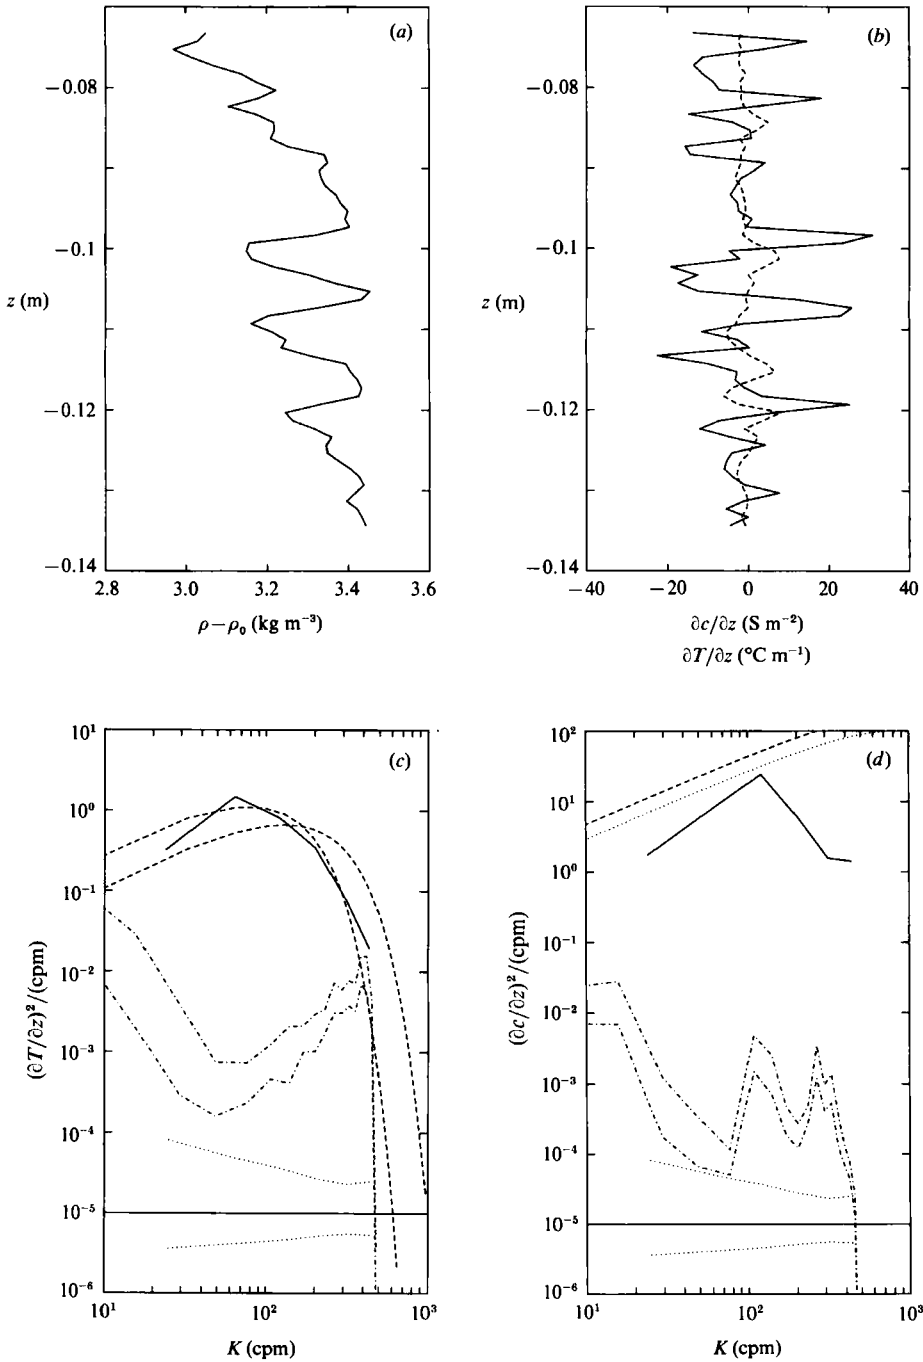 (a)
−0.08
−0.1
z (m)
−0.12
−0.14
2.8 3.0 3.2 3.4 3.6
ρ−ρ₀ (kg m⁻³)
(b)
−0.08
−0.1
z (m)
−0.12
−0.14
−40 −20 0 20 40
∂c/∂z (S m⁻²)
∂T/∂z (°C m⁻¹)
(c)
10¹
10⁰
10⁻¹
10⁻²
10⁻³
10⁻⁴
10⁻⁵
10⁻⁶
(∂T/∂z)²/(cpm)
10¹ 10² 10³
K (cpm)
(d)
10²
10¹
10⁰
10⁻¹
10⁻²
10⁻³
10⁻⁴
10⁻⁵
10⁻⁶
(∂c/∂z)²/(cpm)
10¹ 10² 10³
K (cpm)